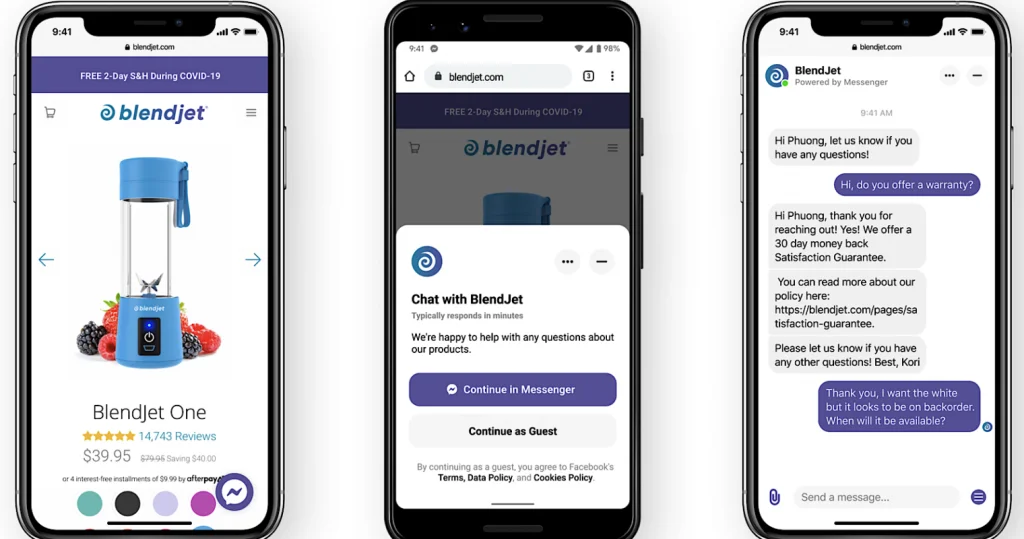 9:41
blendjet.com
FREE 2-Day S&H During COVID-19
blendjet
blendjet
BlendJet One
14,743 Reviews
$39.95 $79.95 Saving $40.00
or 4 interest-free installments of $9.99 by afterpay
9:41 98%
blendjet.com 3
FREE 2-Day S&H During COVID-19
blendjet
Chat with BlendJet
Typically responds in minutes
We're happy to help with any questions about
our products.
Continue in Messenger
Continue as Guest
By continuing as a guest, you agree to Facebook's
Terms, Data Policy, and Cookies Policy.
9:41
blendjet.com
BlendJet
Powered by Messenger
9:41 AM
Hi Phuong, let us know if you
have any questions!
Hi, do you offer a warranty?
Hi Phuong, thank you for
reaching out! Yes! We offer a
30 day money back
Satisfaction Guarantee.
You can read more about our
policy here:
https://blendjet.com/pages/sa
tisfaction-guarantee.
Please let us know if you have
any other questions! Best, Kori
Thank you, I want the white
but it looks to be on backorder.
When will it be available?
Send a message...